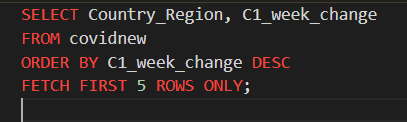 SELECT Country_Region, C1_week_change
FROM covidnew
ORDER BY C1_week_change DESC
FETCH FIRST 5 ROWS ONLY;